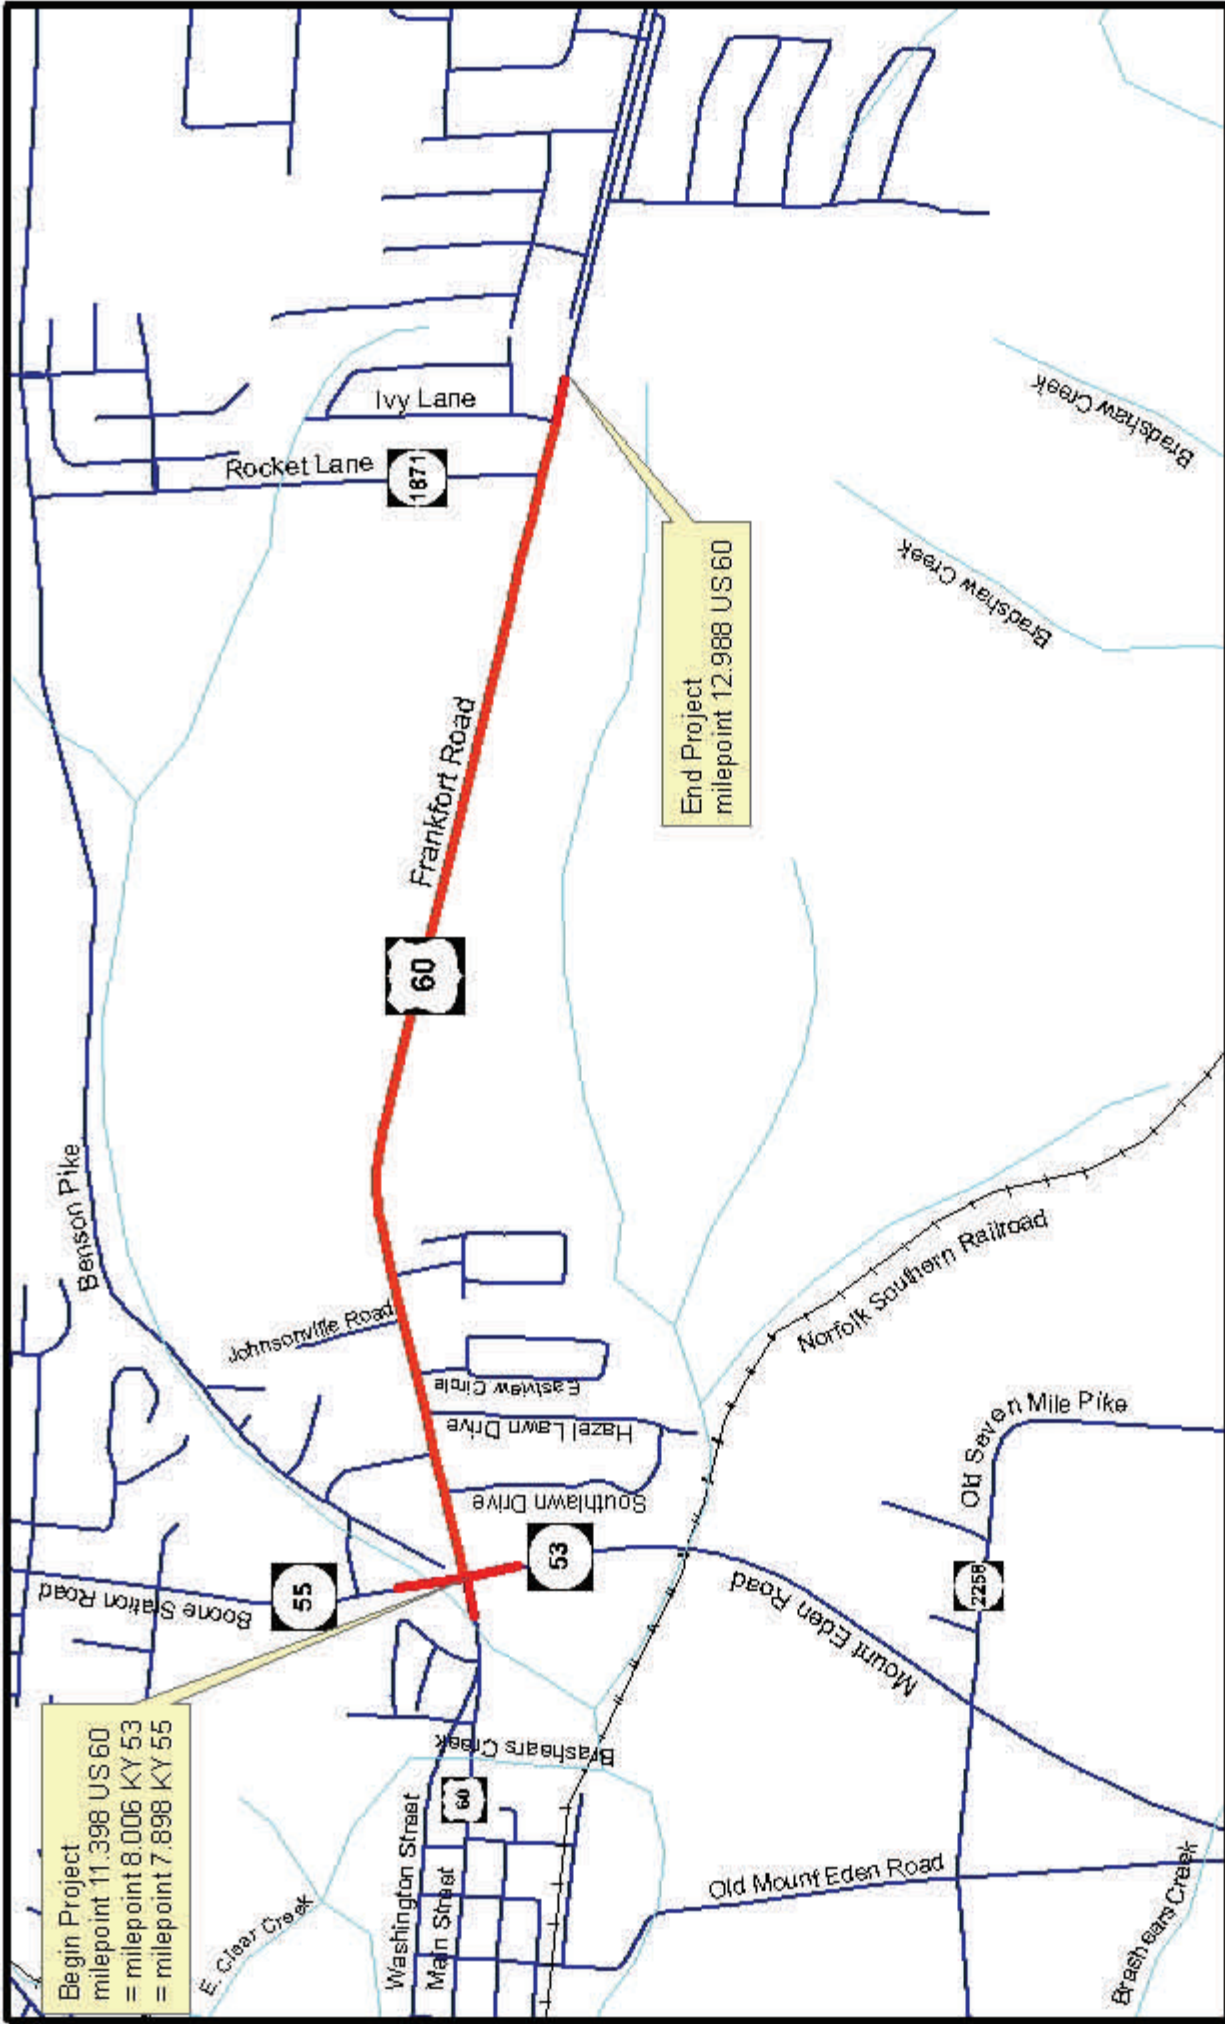 Begin Project
milepoint 11.398 US 60
= milepoint 8.006 KY 53
= milepoint 7.898 KY 55
Boone Station Road
55
Benson Pike
Johnsonville Road
Frankfort Road
60
Rocket Lane
1871
Ivy Lane
End Project
milepoint 12.988 US 60
Bradshaw Creek
Bradshaw Creek
Eastview Circle
Hazel Lawn Drive
Southlawn Drive
53
Mount Eden Road
Norfolk Southern Railroad
Old Seven Mile Pike
2258
E. Clear Creek
Washington Street
Main Street
60
Brashears Creek
Old Mount Eden Road
Brashears Creek